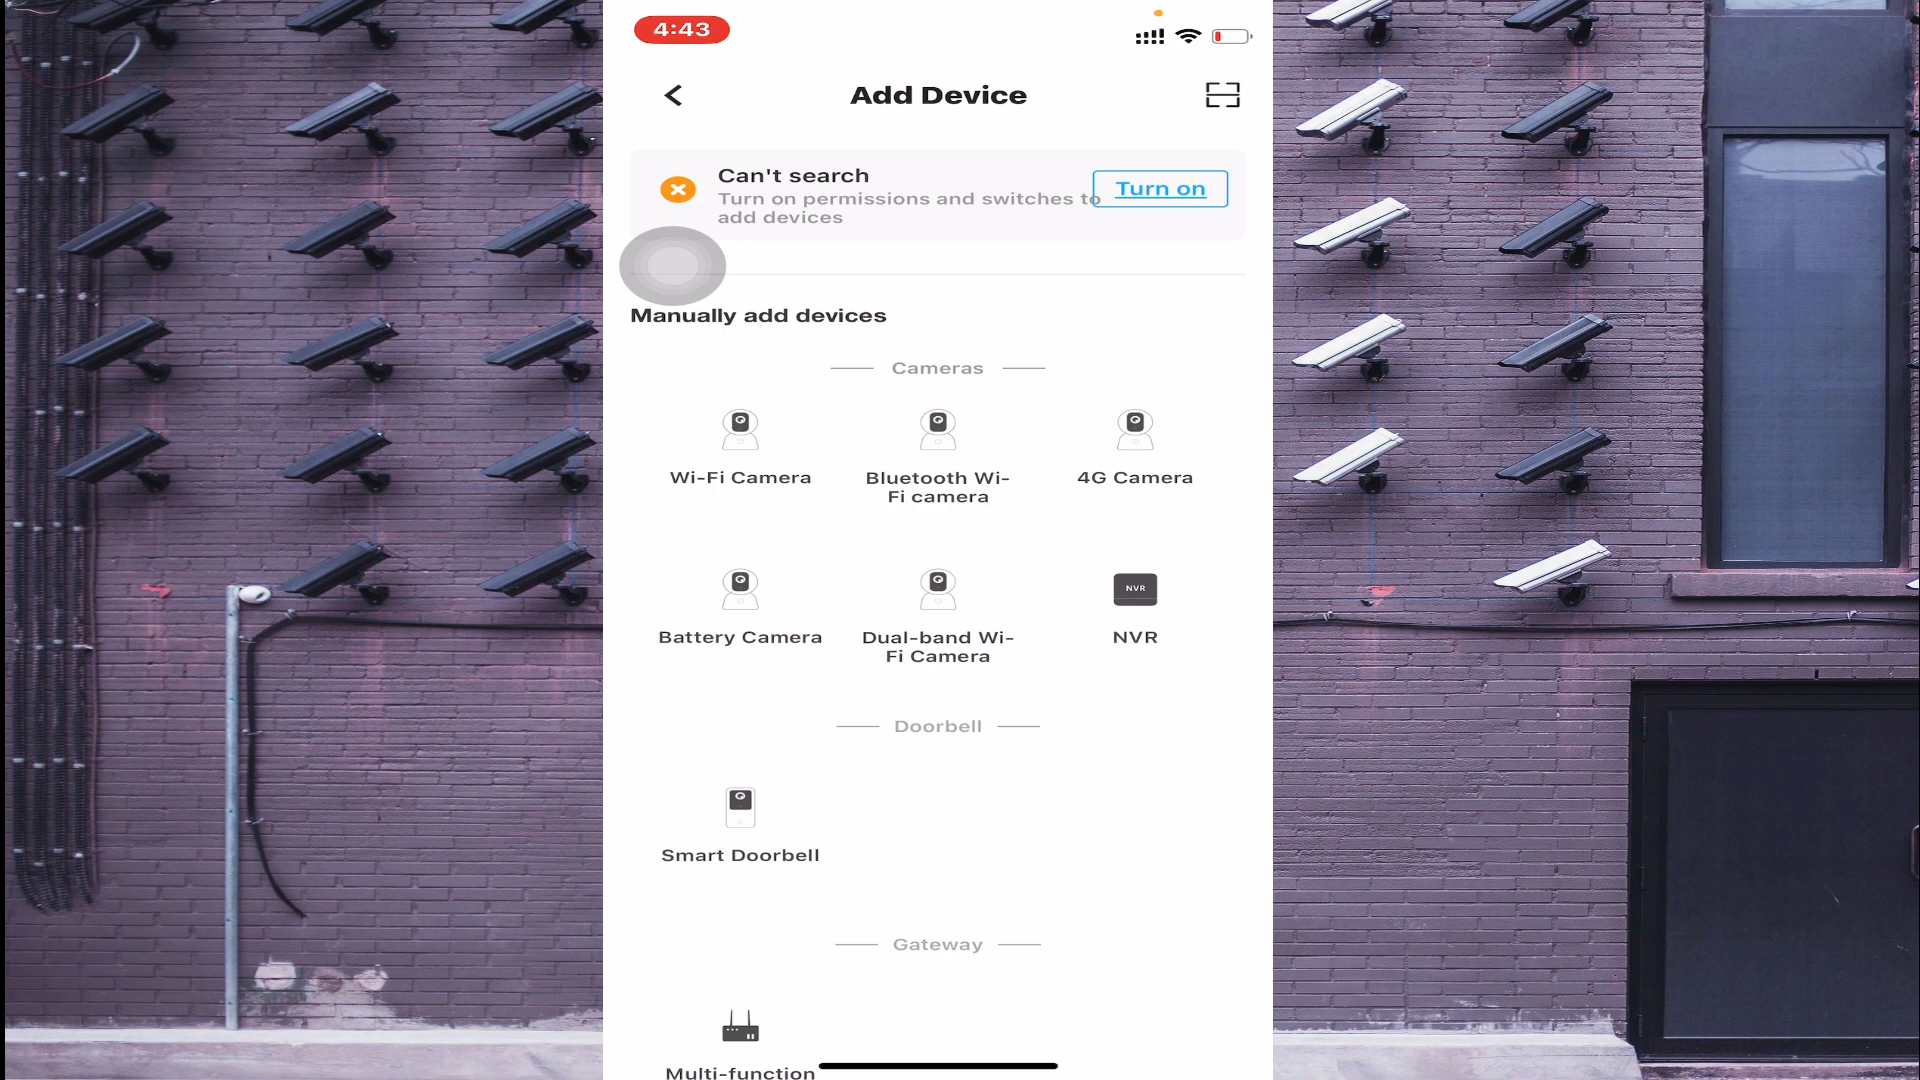 4:43
Add Device
Can't search
Turn on permissions and switches to
add devices
Turn on
Manually add devices
Cameras
Wi-Fi Camera
Bluetooth Wi-
Fi camera
4G Camera
Battery Camera
Dual-band Wi-
Fi Camera
NVR
NVR
Doorbell
Smart Doorbell
Gateway
Multi-function